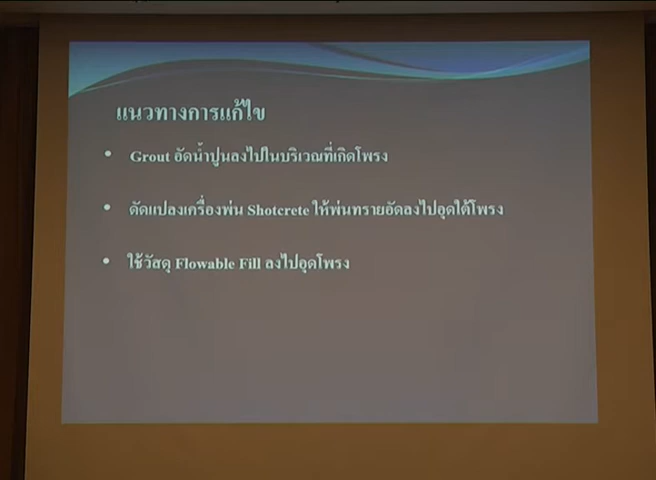 แนวทางการแก้ไข
• Grout อัดน้ำปูนลงไปในบริเวณที่เกิดโพรง
• ดัดแปลงเครื่องพ่น Shotcrete ให้พ่นทรายอัดลงไปอุดใต้โพรง
• ใช้วัสดุ Flowable Fill ลงไปอุดโพรง